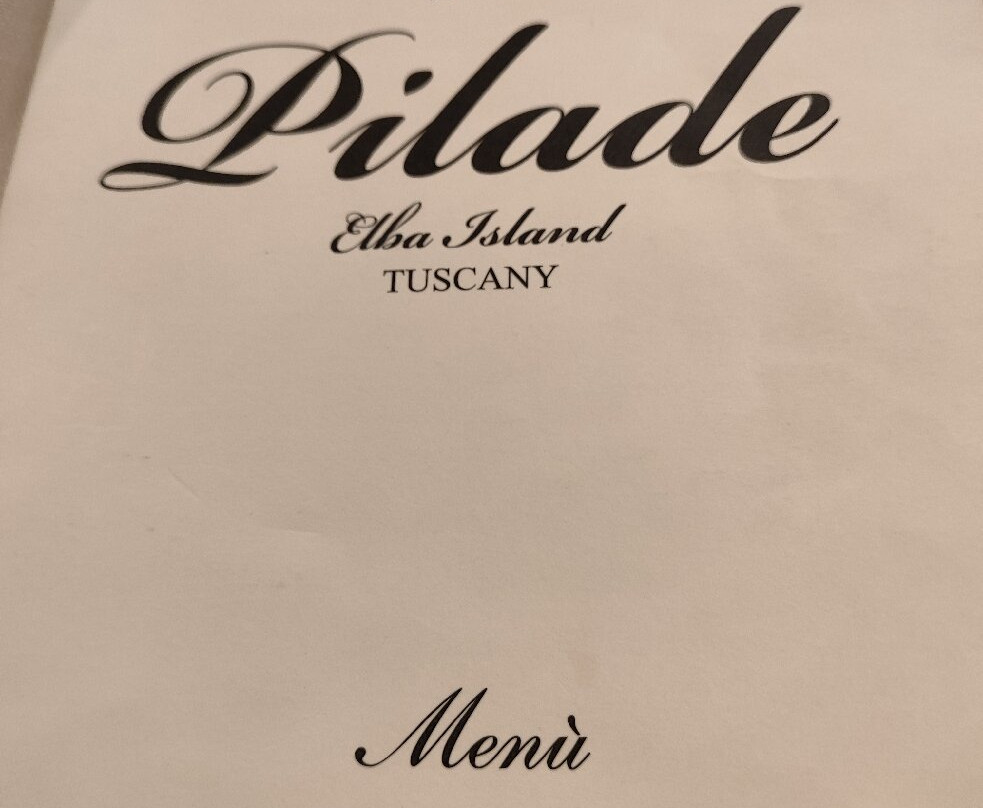 Pilade
Elba Island
TUSCANY
Menù